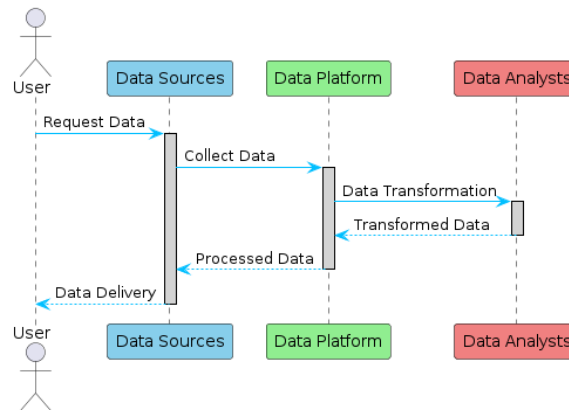 User
Data Sources
Data Platform
Data Analysts
Request Data
Collect Data
Data Transformation
Transformed Data
Processed Data
Data Delivery
User
Data Sources
Data Platform
Data Analysts